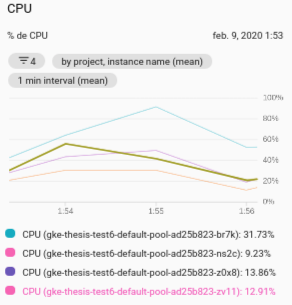 CPU
% de CPU feb. 9, 2020 1:53
4 by project, instance name (mean)
1 min interval (mean)
100%
80%
60%
40%
20%
0%
1:54 1:55 1:56
CPU (gke-thesis-test6-default-pool-ad25b823-br7k): 31.73%
CPU (gke-thesis-test6-default-pool-ad25b823-ns2c): 9.23%
CPU (gke-thesis-test6-default-pool-ad25b823-z0x8): 13.86%
CPU (gke-thesis-test6-default-pool-ad25b823-zv11): 12.91%